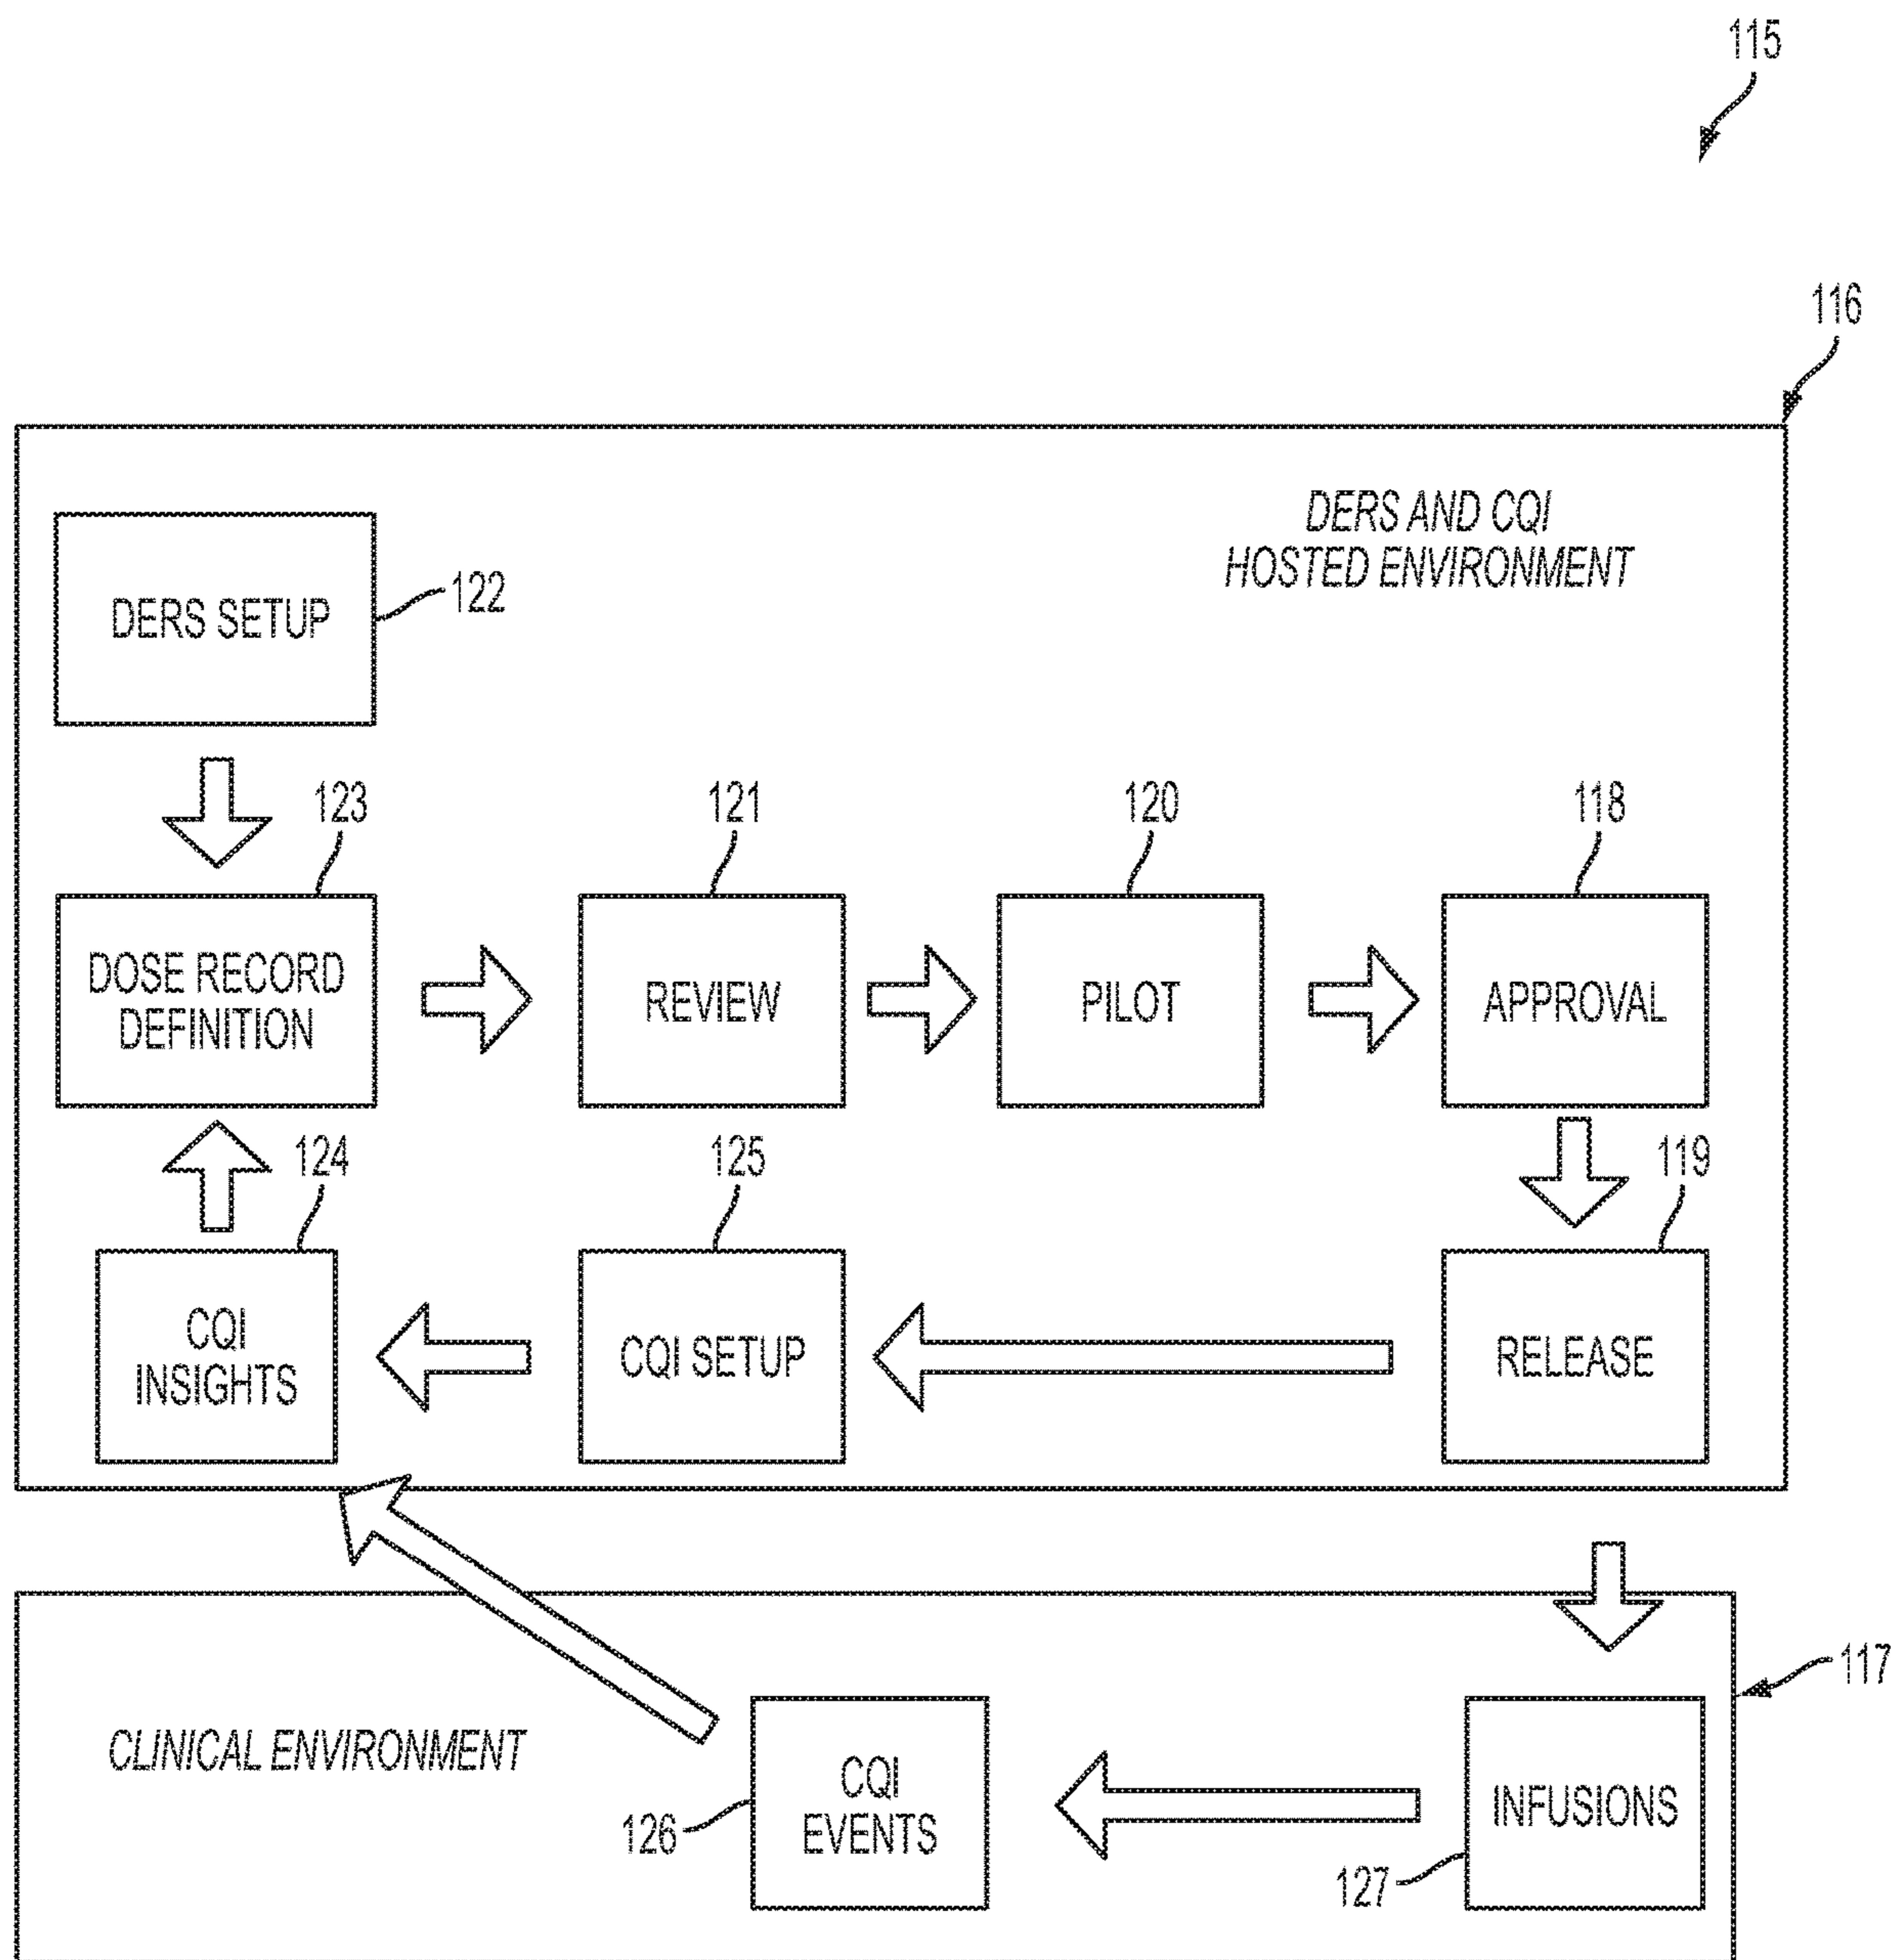 115
116
DERS AND CQI
HOSTED ENVIRONMENT
DERS SETUP
122
123
121
120
118
DOSE RECORD
DEFINITION
REVIEW
PILOT
APPROVAL
124
125
119
CQI
INSIGHTS
CQI SETUP
RELEASE
117
CLINICAL ENVIRONMENT
CQI
EVENTS
126
INFUSIONS
127